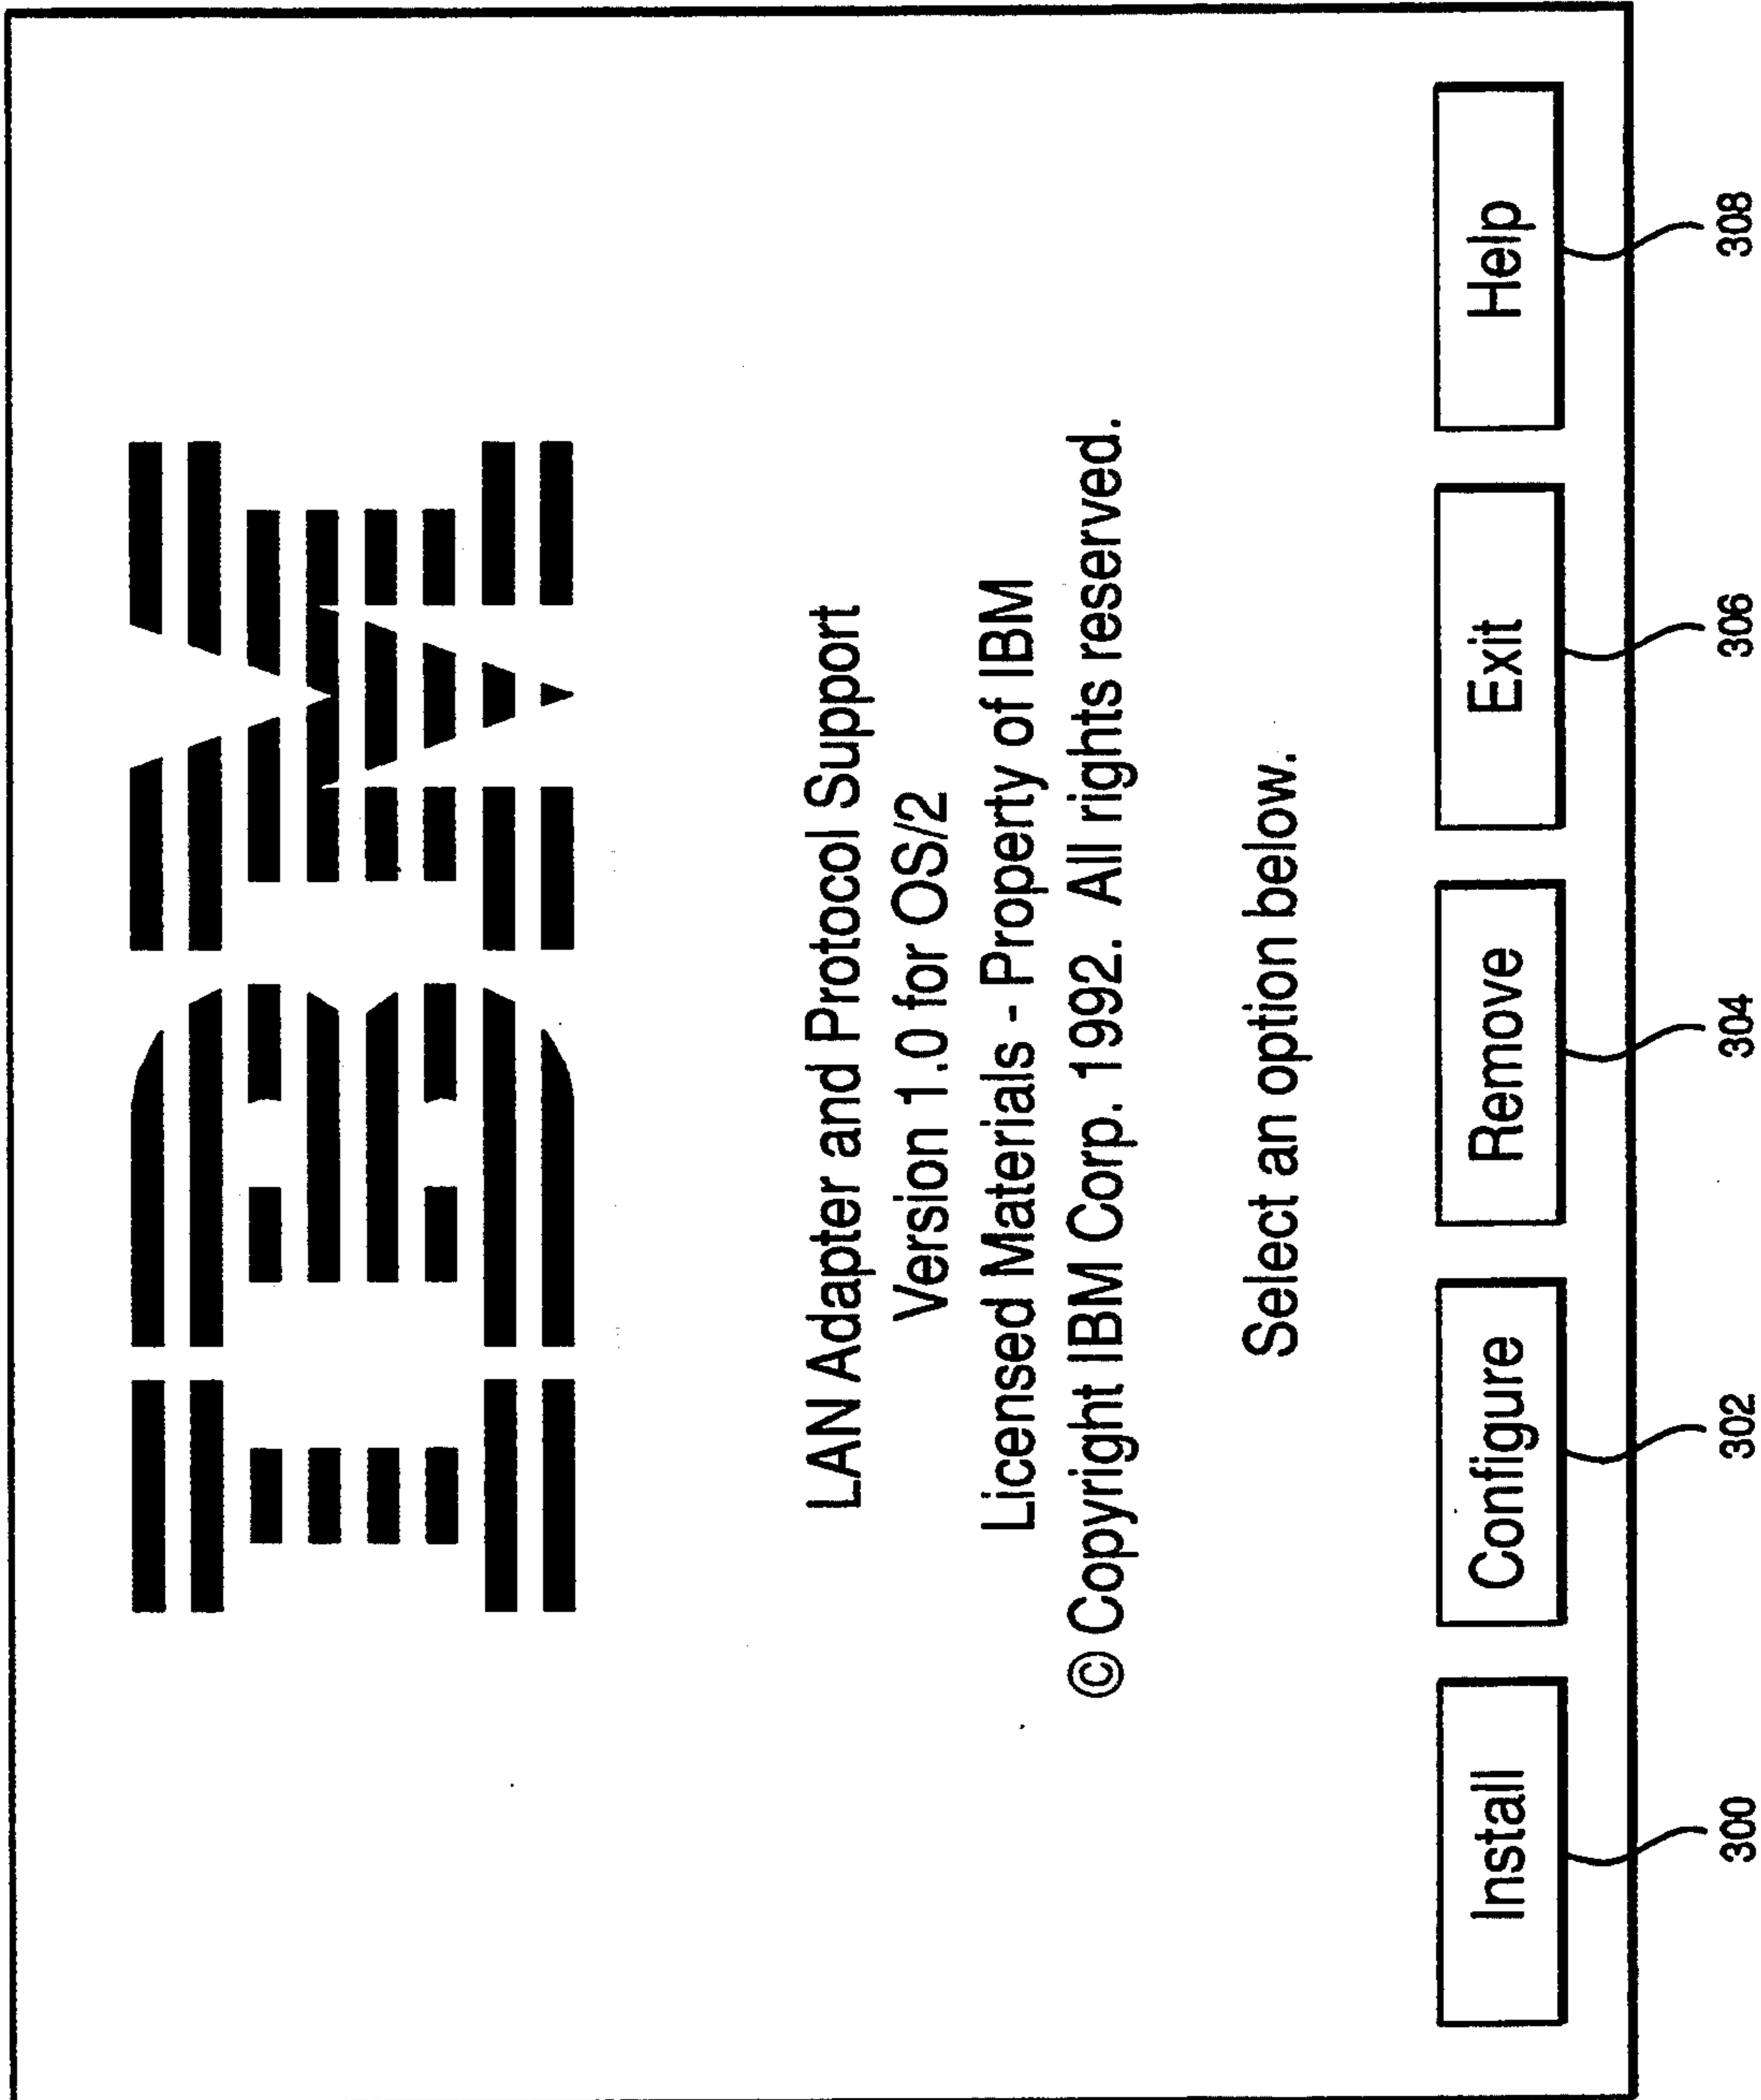 IBM
LAN Adapter and Protocol Support
Version 1.0 for OS/2
Licensed Materials - Property of IBM
© Copyright IBM Corp. 1992. All rights reserved.
Select an option below.
Install Configure Remove Exit Help
300 302 304 306 308